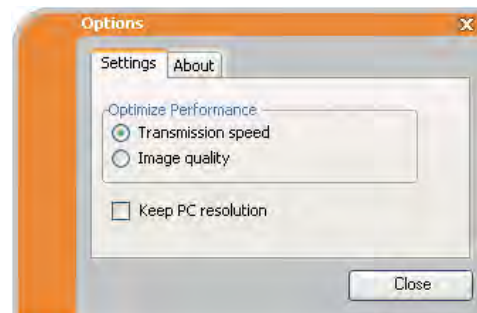 Options X
Settings About
Optimize Performance
Transmission speed
Image quality
Keep PC resolution
Close